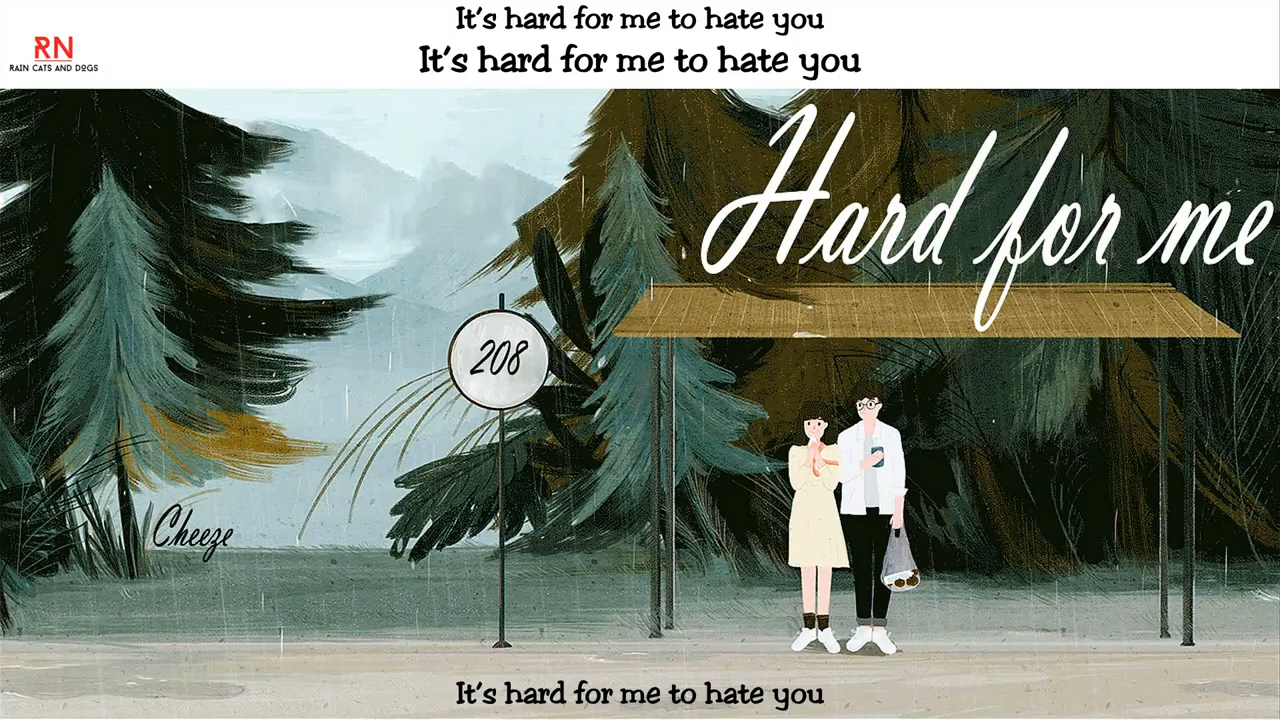 It's hard for me to hate you
It's hard for me to hate you
RN
RAIN CATS AND DOGS
Hard for me
208
Cheeze
It's hard for me to hate you